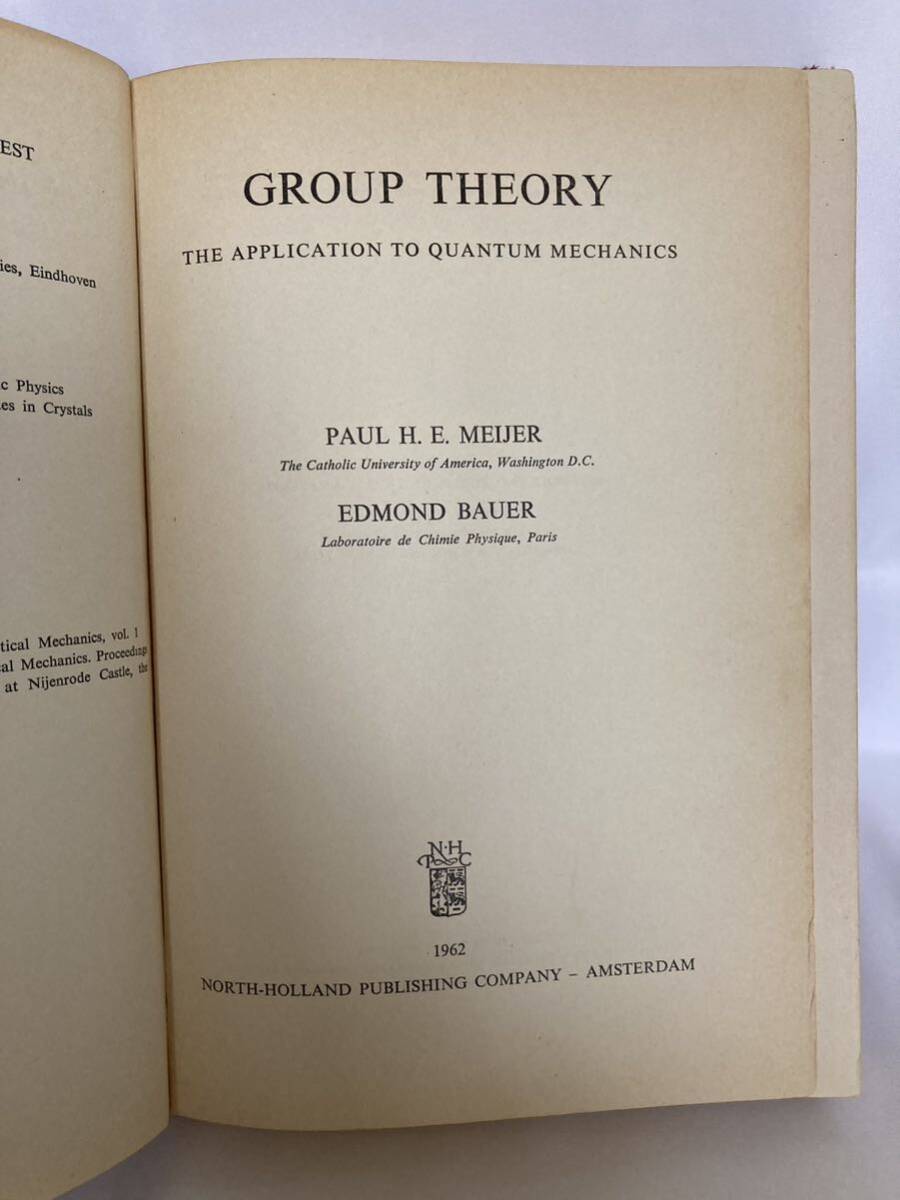 EST
ies, Eindhoven
c Physics
es in Crystals
tical Mechanics, vol. 1
al Mechanics. Proceedings
at Nijenrode Castle, the
GROUP THEORY
THE APPLICATION TO QUANTUM MECHANICS
PAUL H. E. MEIJER
The Catholic University of America, Washington D.C.
EDMOND BAUER
Laboratoire de Chimie Physique, Paris
N·H
P C
1962
NORTH-HOLLAND PUBLISHING COMPANY – AMSTERDAM